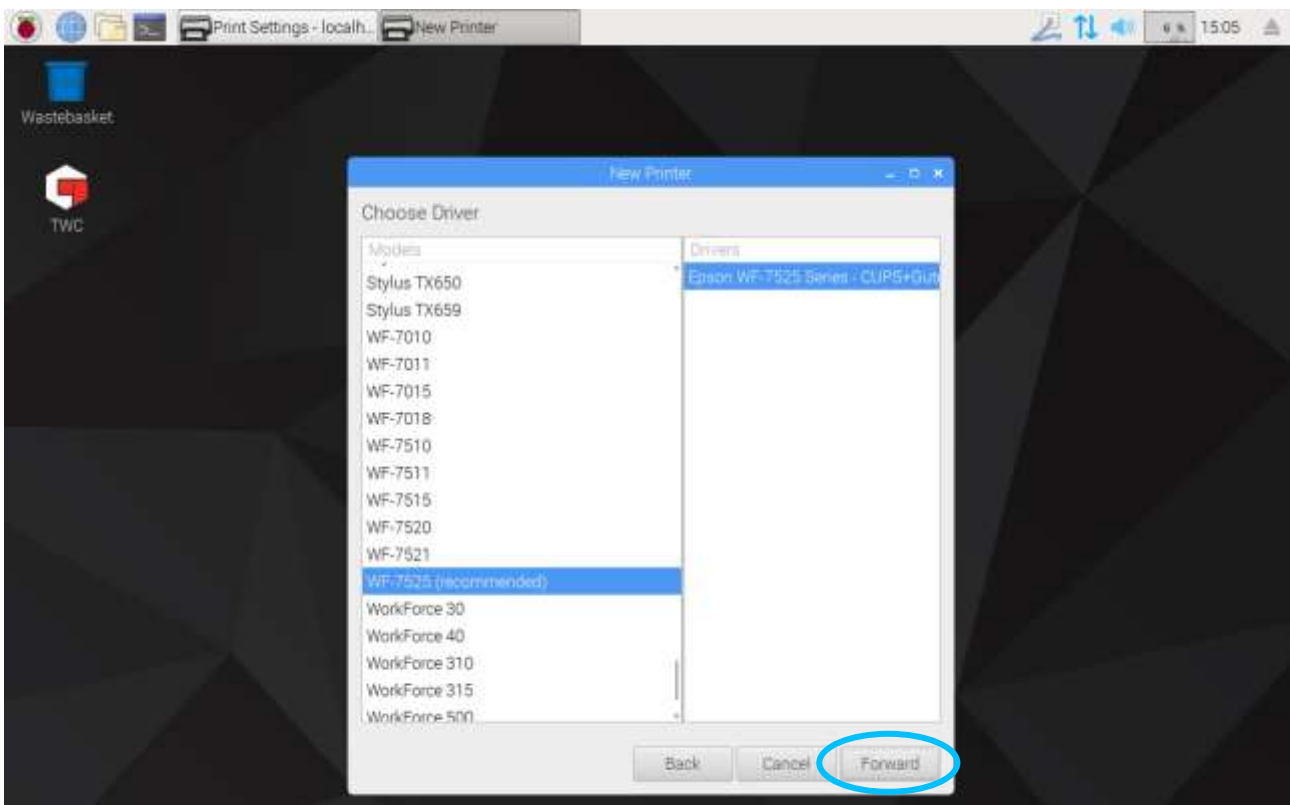 Print Settings - localh...
New Printer
15:05
Wastebasket
TWC
New Printer
Choose Driver
Models
Drivers
Epson WF-7525 Series - CUPS+Gut
Stylus TX650
Stylus TX659
WF-7010
WF-7011
WF-7015
WF-7018
WF-7510
WF-7511
WF-7515
WF-7520
WF-7521
WF-7525 (recommended)
WorkForce 30
WorkForce 40
WorkForce 310
WorkForce 315
WorkForce 500
Back
Cancel
Forward